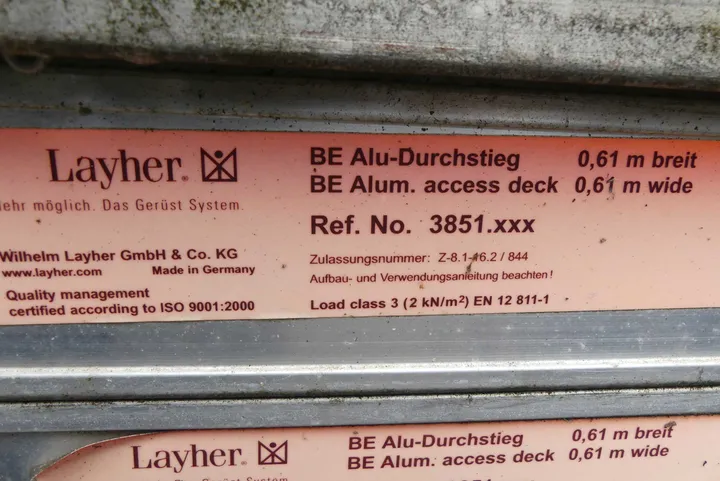 Layher.
BE Alu-Durchstieg 0,61 m breit
BE Alum. access deck 0,61 m wide
möglich. Das Gerüst System.
Ref. No. 3851.xxx
Wilhelm Layher GmbH & Co. KG
www.layher.com Made in Germany
Zulassungsnummer: Z-8.1-16.2 / 844
Aufbau- und Verwendungsanleitung beachten!
Quality management
certified according to ISO 9001:2000
Load class 3 (2 kN/m²) EN 12 811-1
Layher.
BE Alu-Durchstieg 0,61 m breit
BE Alum. access deck 0,61 m wide
Das Gerüst System